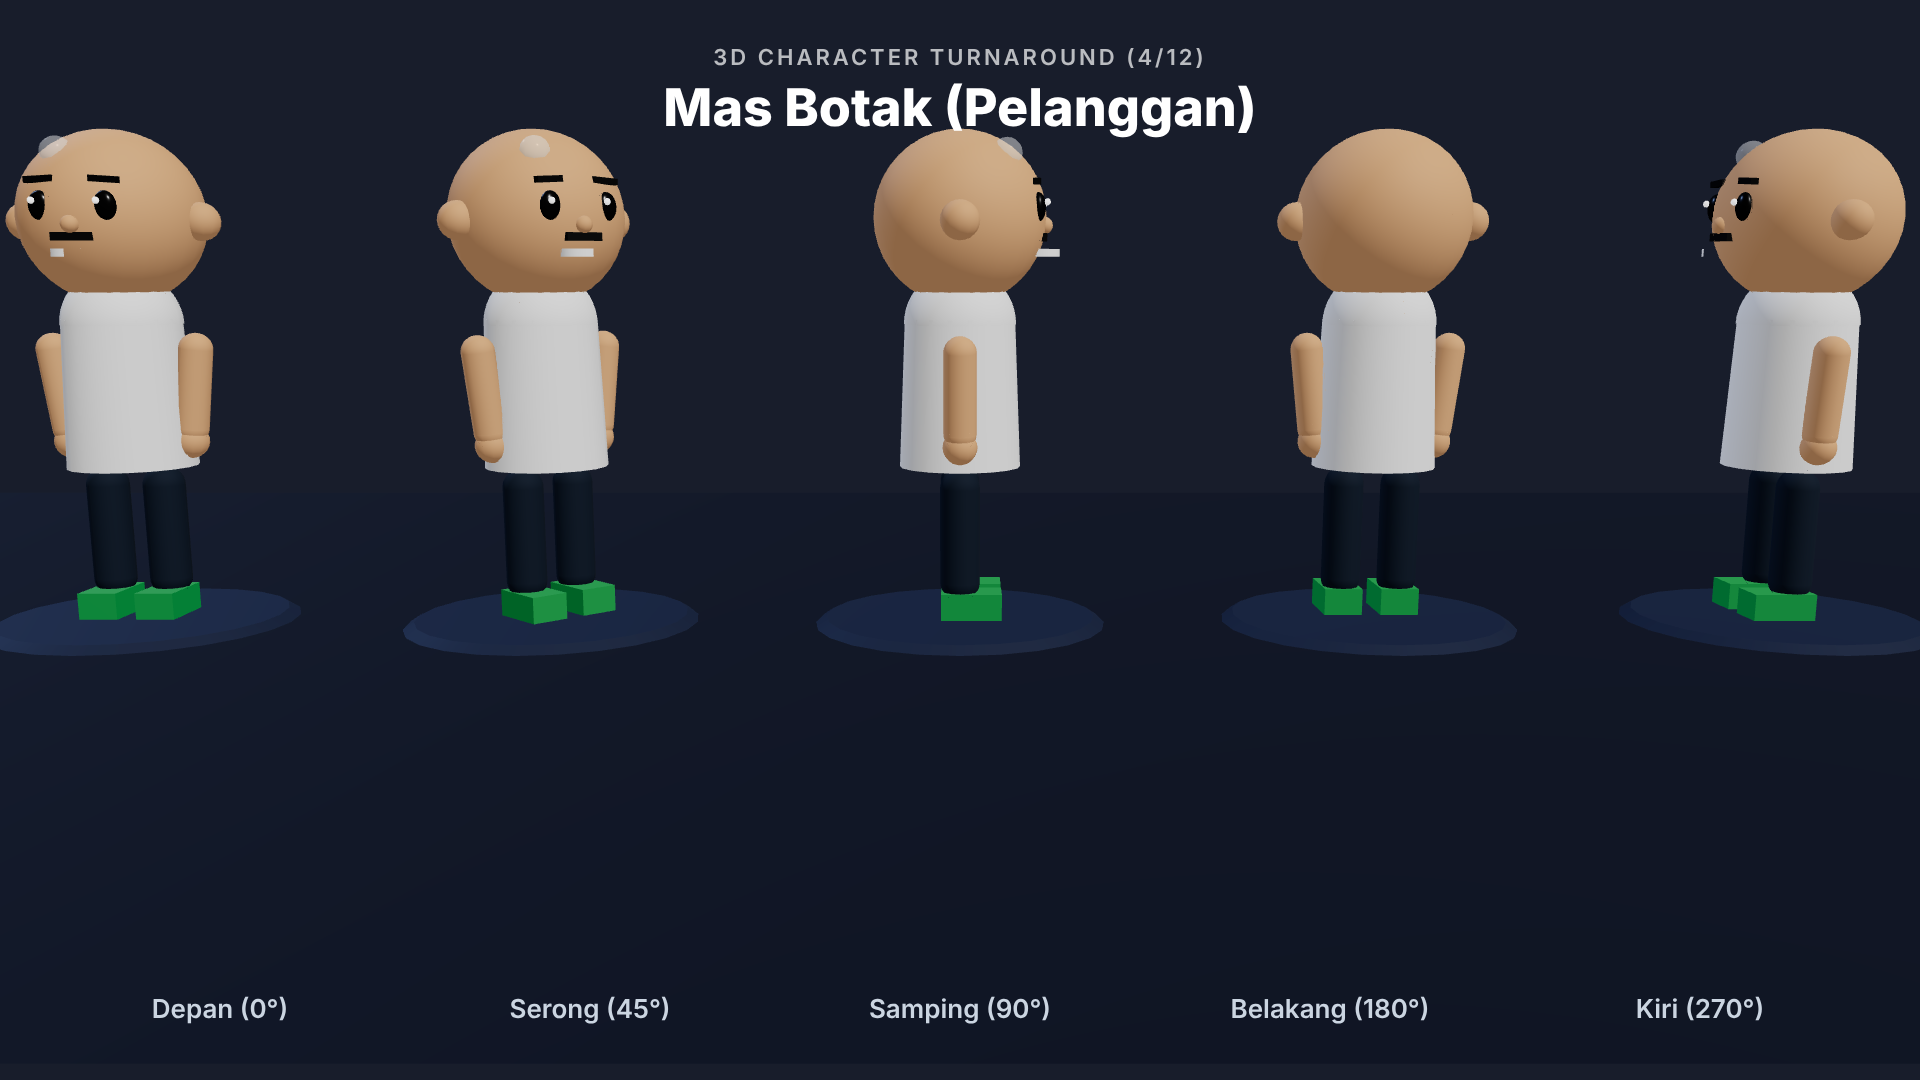 3D CHARACTER TURNAROUND (4/12)
Mas Botak (Pelanggan)
Depan (0°)
Serong (45°)
Samping (90°)
Belakang (180°)
Kiri (270°)